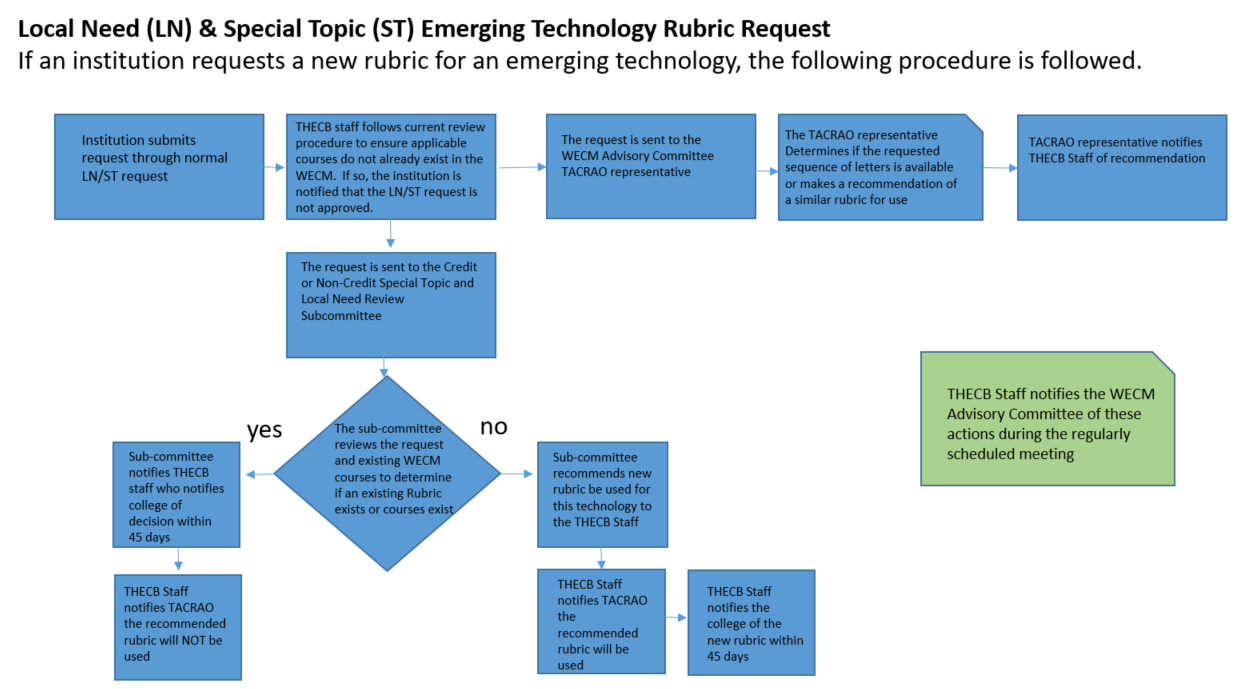 Local Need (LN) & Special Topic (ST) Emerging Technology Rubric Request
If an institution requests a new rubric for an emerging technology, the following procedure is followed.
Institution submits
request through normal
LN/ST request
THECB staff follows current review
procedure to ensure applicable
courses do not already exist in the
WECM. If so, the institution is
notified that the LN/ST request is
not approved.
The request is sent to the
WECM Advisory Committee
TACRAO representative
The TACRAO representative
Determines if the requested
sequence of letters is available
or makes a recommendation of
a similar rubric for use
TACRAO representative notifies
THECB Staff of recommendation
The request is sent to the Credit
or Non-Credit Special Topic and
Local Need Review
Subcommittee
THECB Staff notifies the WECM
Advisory Committee of these
actions during the regularly
scheduled meeting
yes
no
The sub-committee
reviews the request
and existing WECM
courses to determine
if an existing Rubric
exists or courses exist
Sub-committee
notifies THECB
staff who notifies
college of
decision within
45 days
Sub-committee
recommends new
rubric be used for
this technology to
the THECB Staff
THECB Staff
notifies TACRAO
the recommended
rubric will NOT be
used
THECB Staff
notifies TACRAO
the
recommended
rubric will be
used
THECB Staff
notifies the
college of the
new rubric within
45 days